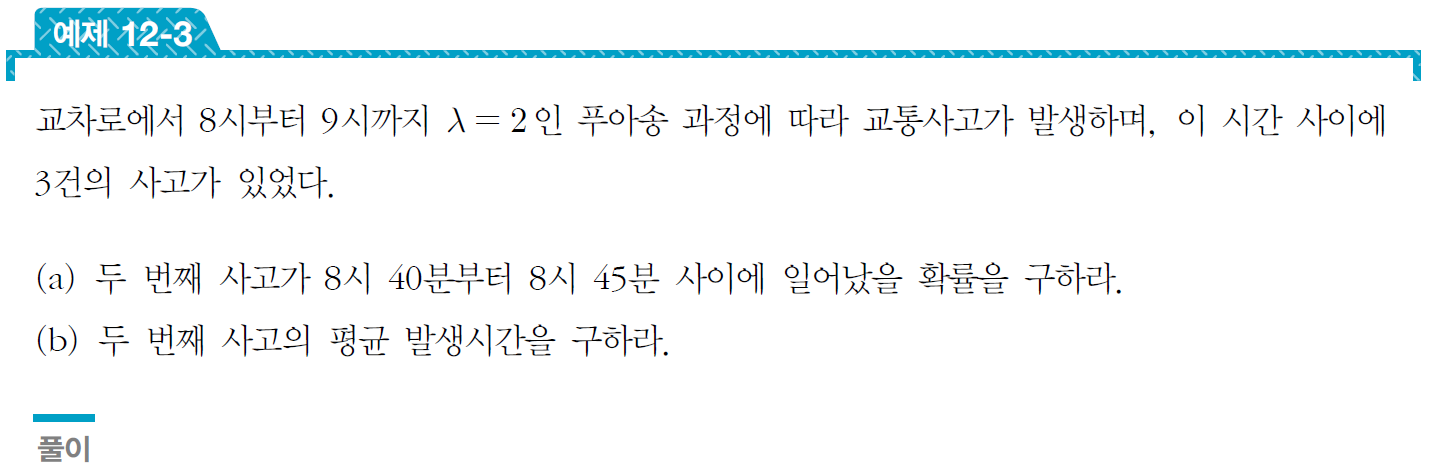 예제 12-3
교차로에서 8시부터 9시까지 λ = 2인 푸아송 과정에 따라 교통사고가 발생하며, 이 시간 사이에
3건의 사고가 있었다.
(a) 두 번째 사고가 8시 40분부터 8시 45분 사이에 일어났을 확률을 구하라.
(b) 두 번째 사고의 평균 발생시간을 구하라.
풀이